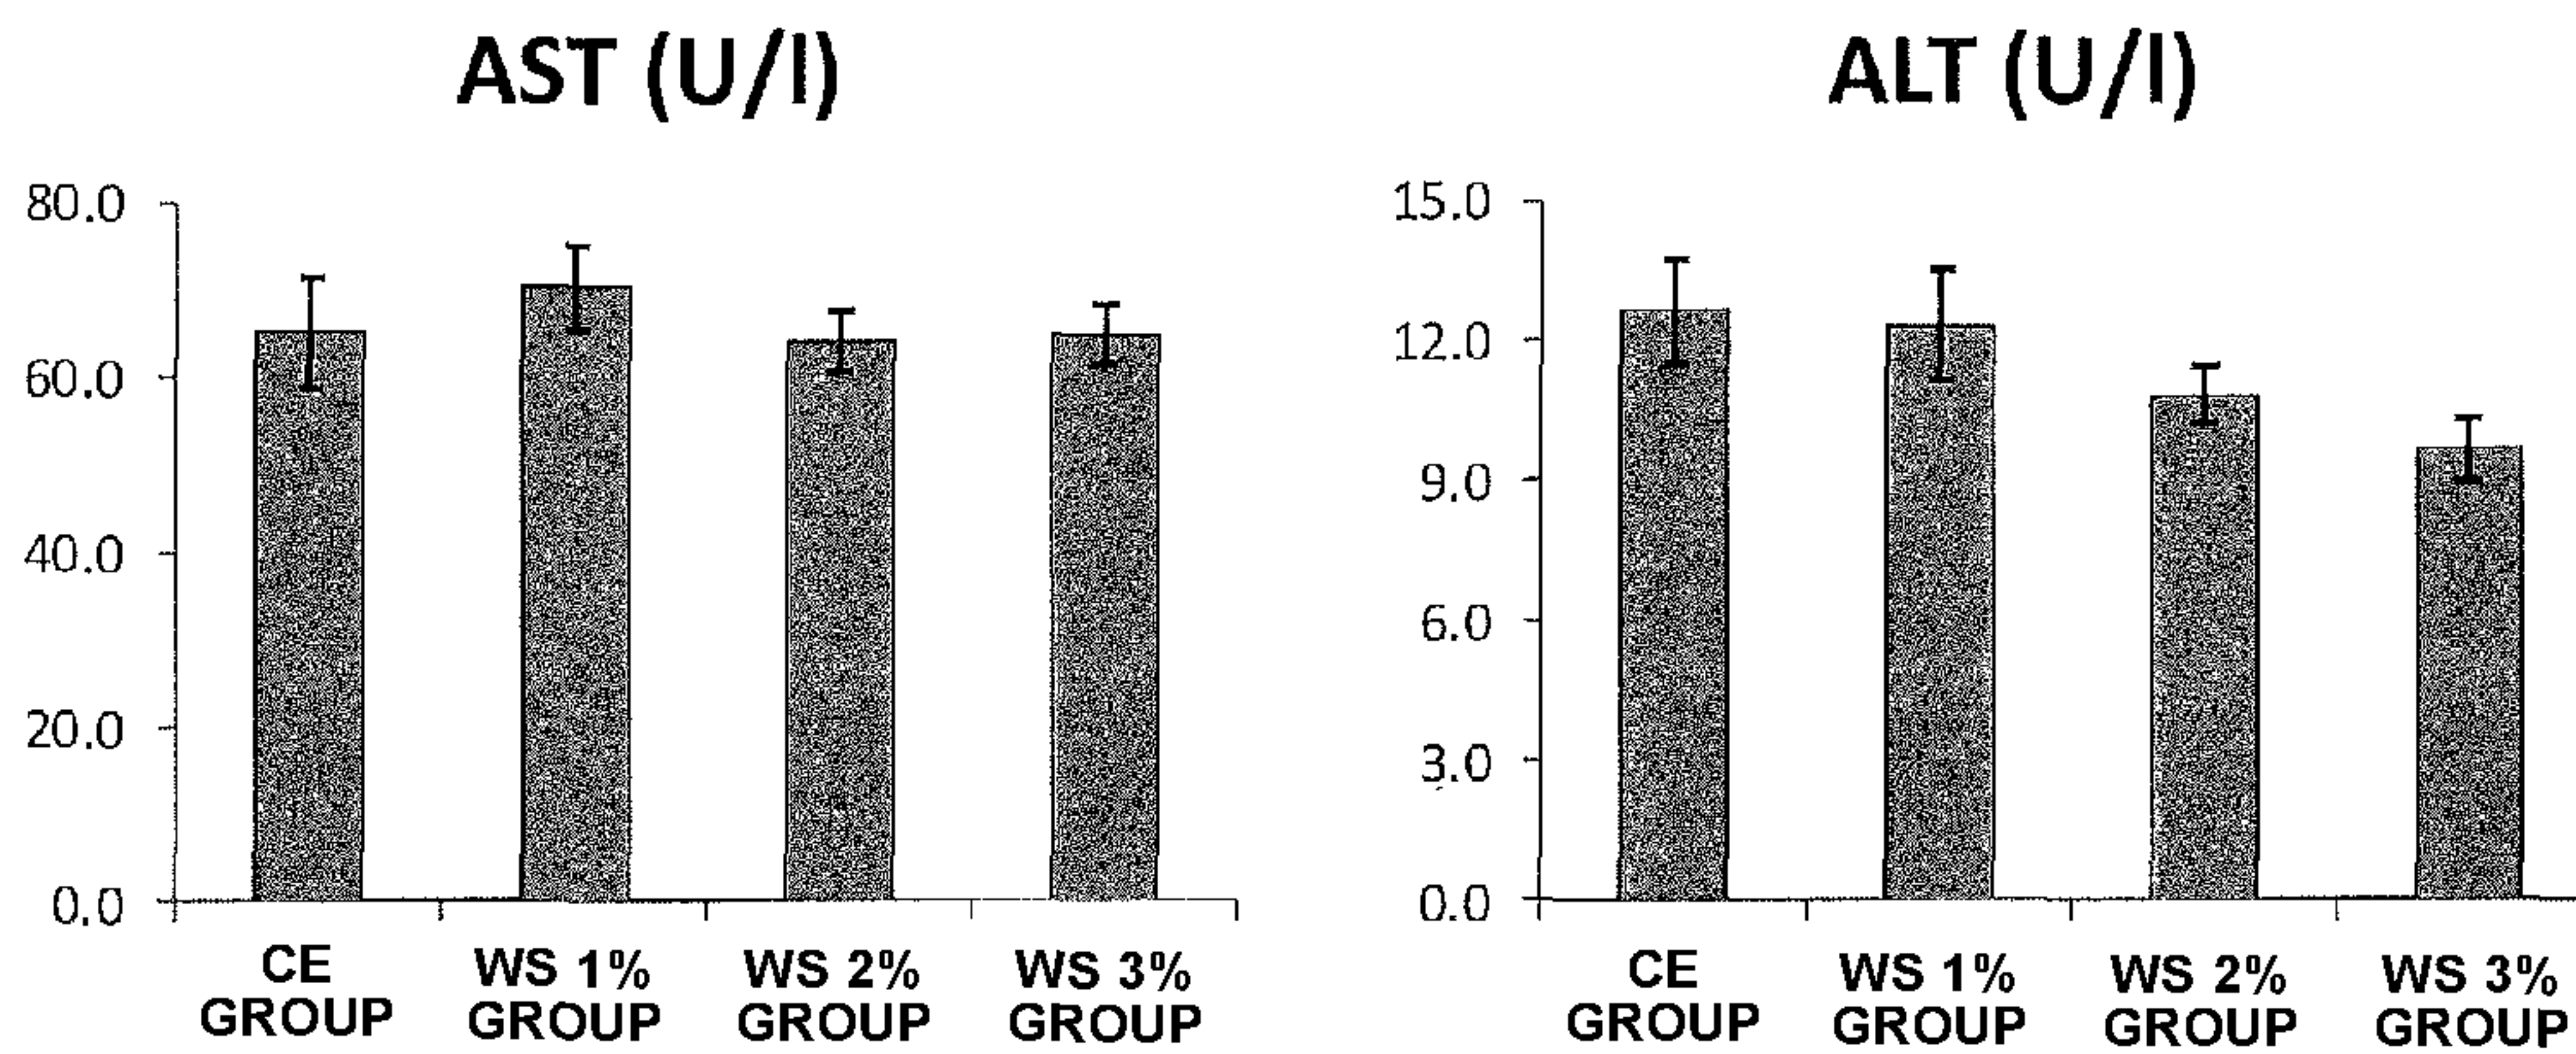 AST (U/l)
80.0
60.0
40.0
20.0
0.0
CE
GROUP
WS 1%
GROUP
WS 2%
GROUP
WS 3%
GROUP
ALT (U/l)
15.0
12.0
9.0
6.0
3.0
0.0
CE
GROUP
WS 1%
GROUP
WS 2%
GROUP
WS 3%
GROUP